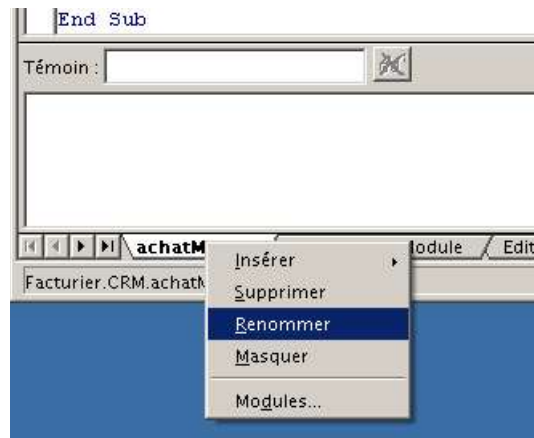 End Sub
Témoin :
achatM
odule / Edit
Insérer
Facturier.CRM.achatM
Supprimer
Renommer
Masquer
Modules...